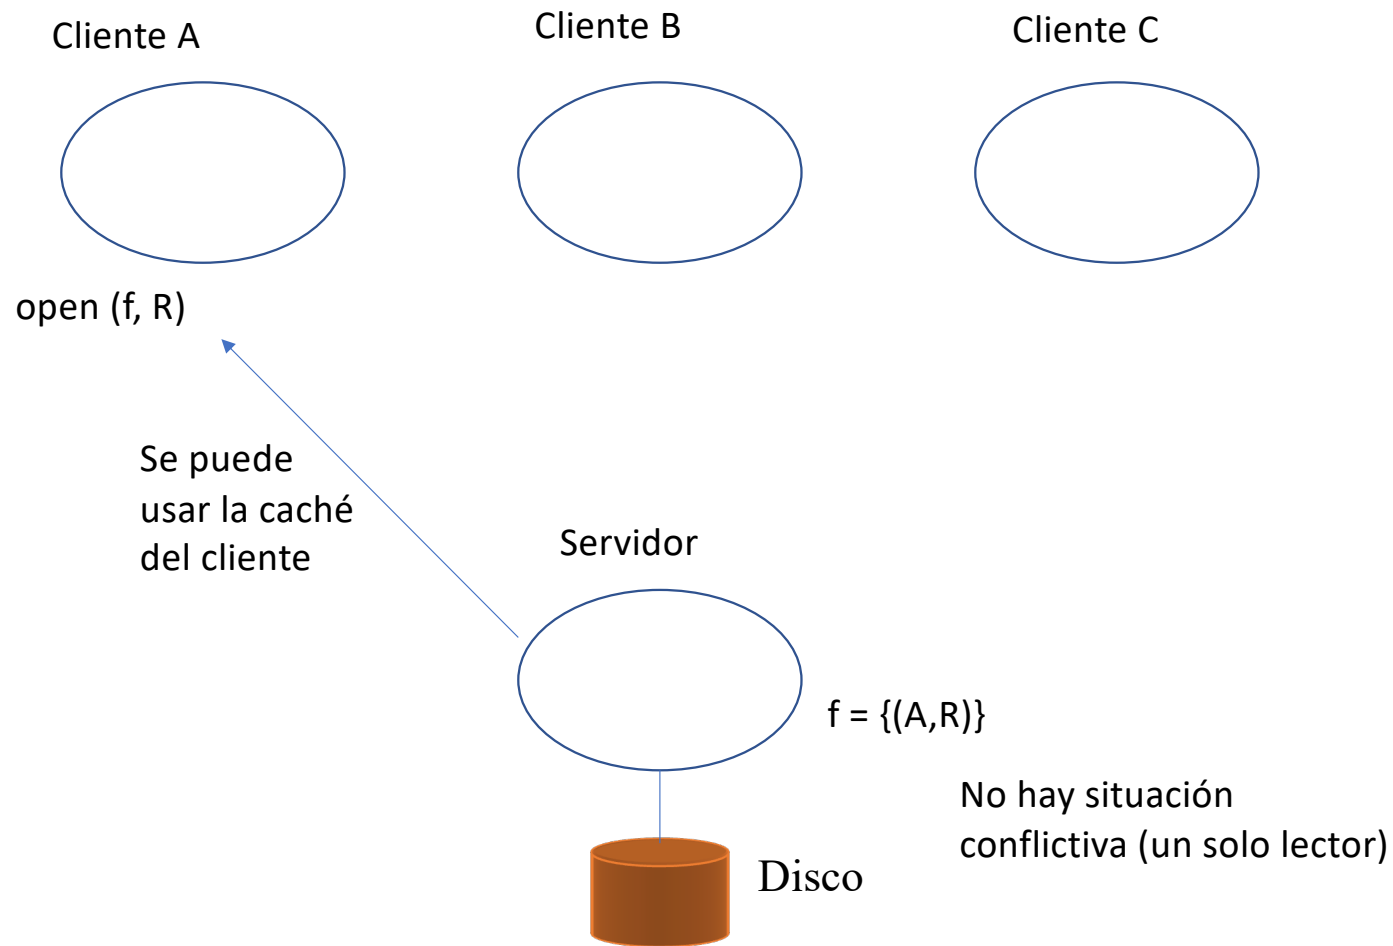 Cliente A
Cliente B
Cliente C
open (f, R)
Se puede
usar la caché
del cliente
Servidor
f = {(A,R)}
No hay situación
conflictiva (un solo lector)
Disco